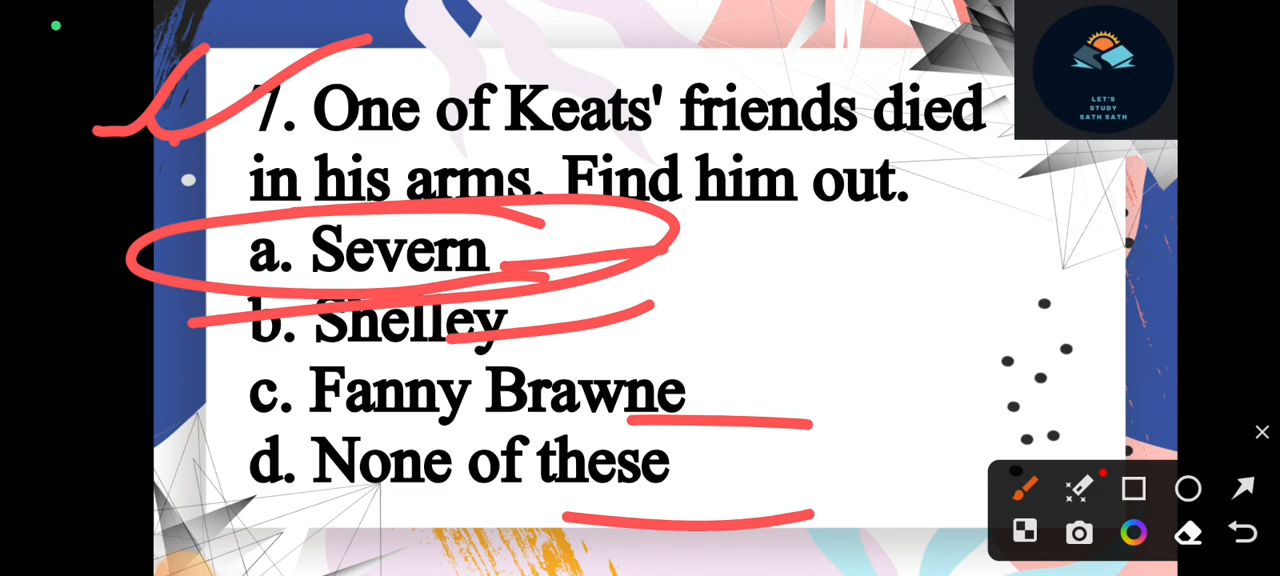 LET'S
STUDY
SATH SATH
7. One of Keats' friends died
in his arms. Find him out.
a. Severn
b. Shelley
c. Fanny Brawne
d. None of these